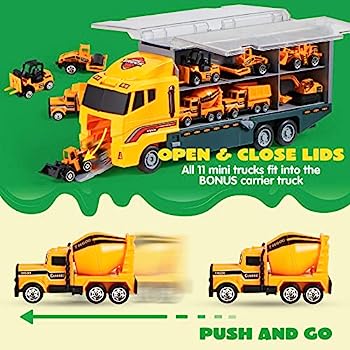 OPEN & CLOSE LIDS
All 11 mini trucks fit into the
BONUS carrier truck
PUSH AND GO